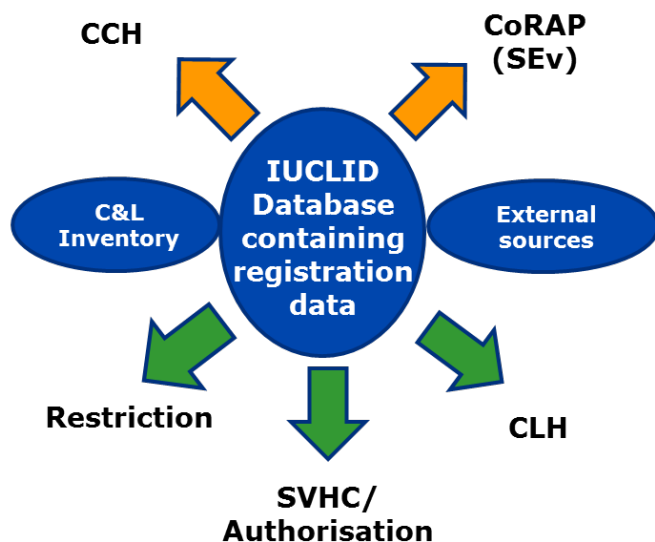 CCH
CoRAP
(SEv)
IUCLID
Database
containing
registration
data
C&L
Inventory
External
sources
Restriction
CLH
SVHC/
Authorisation